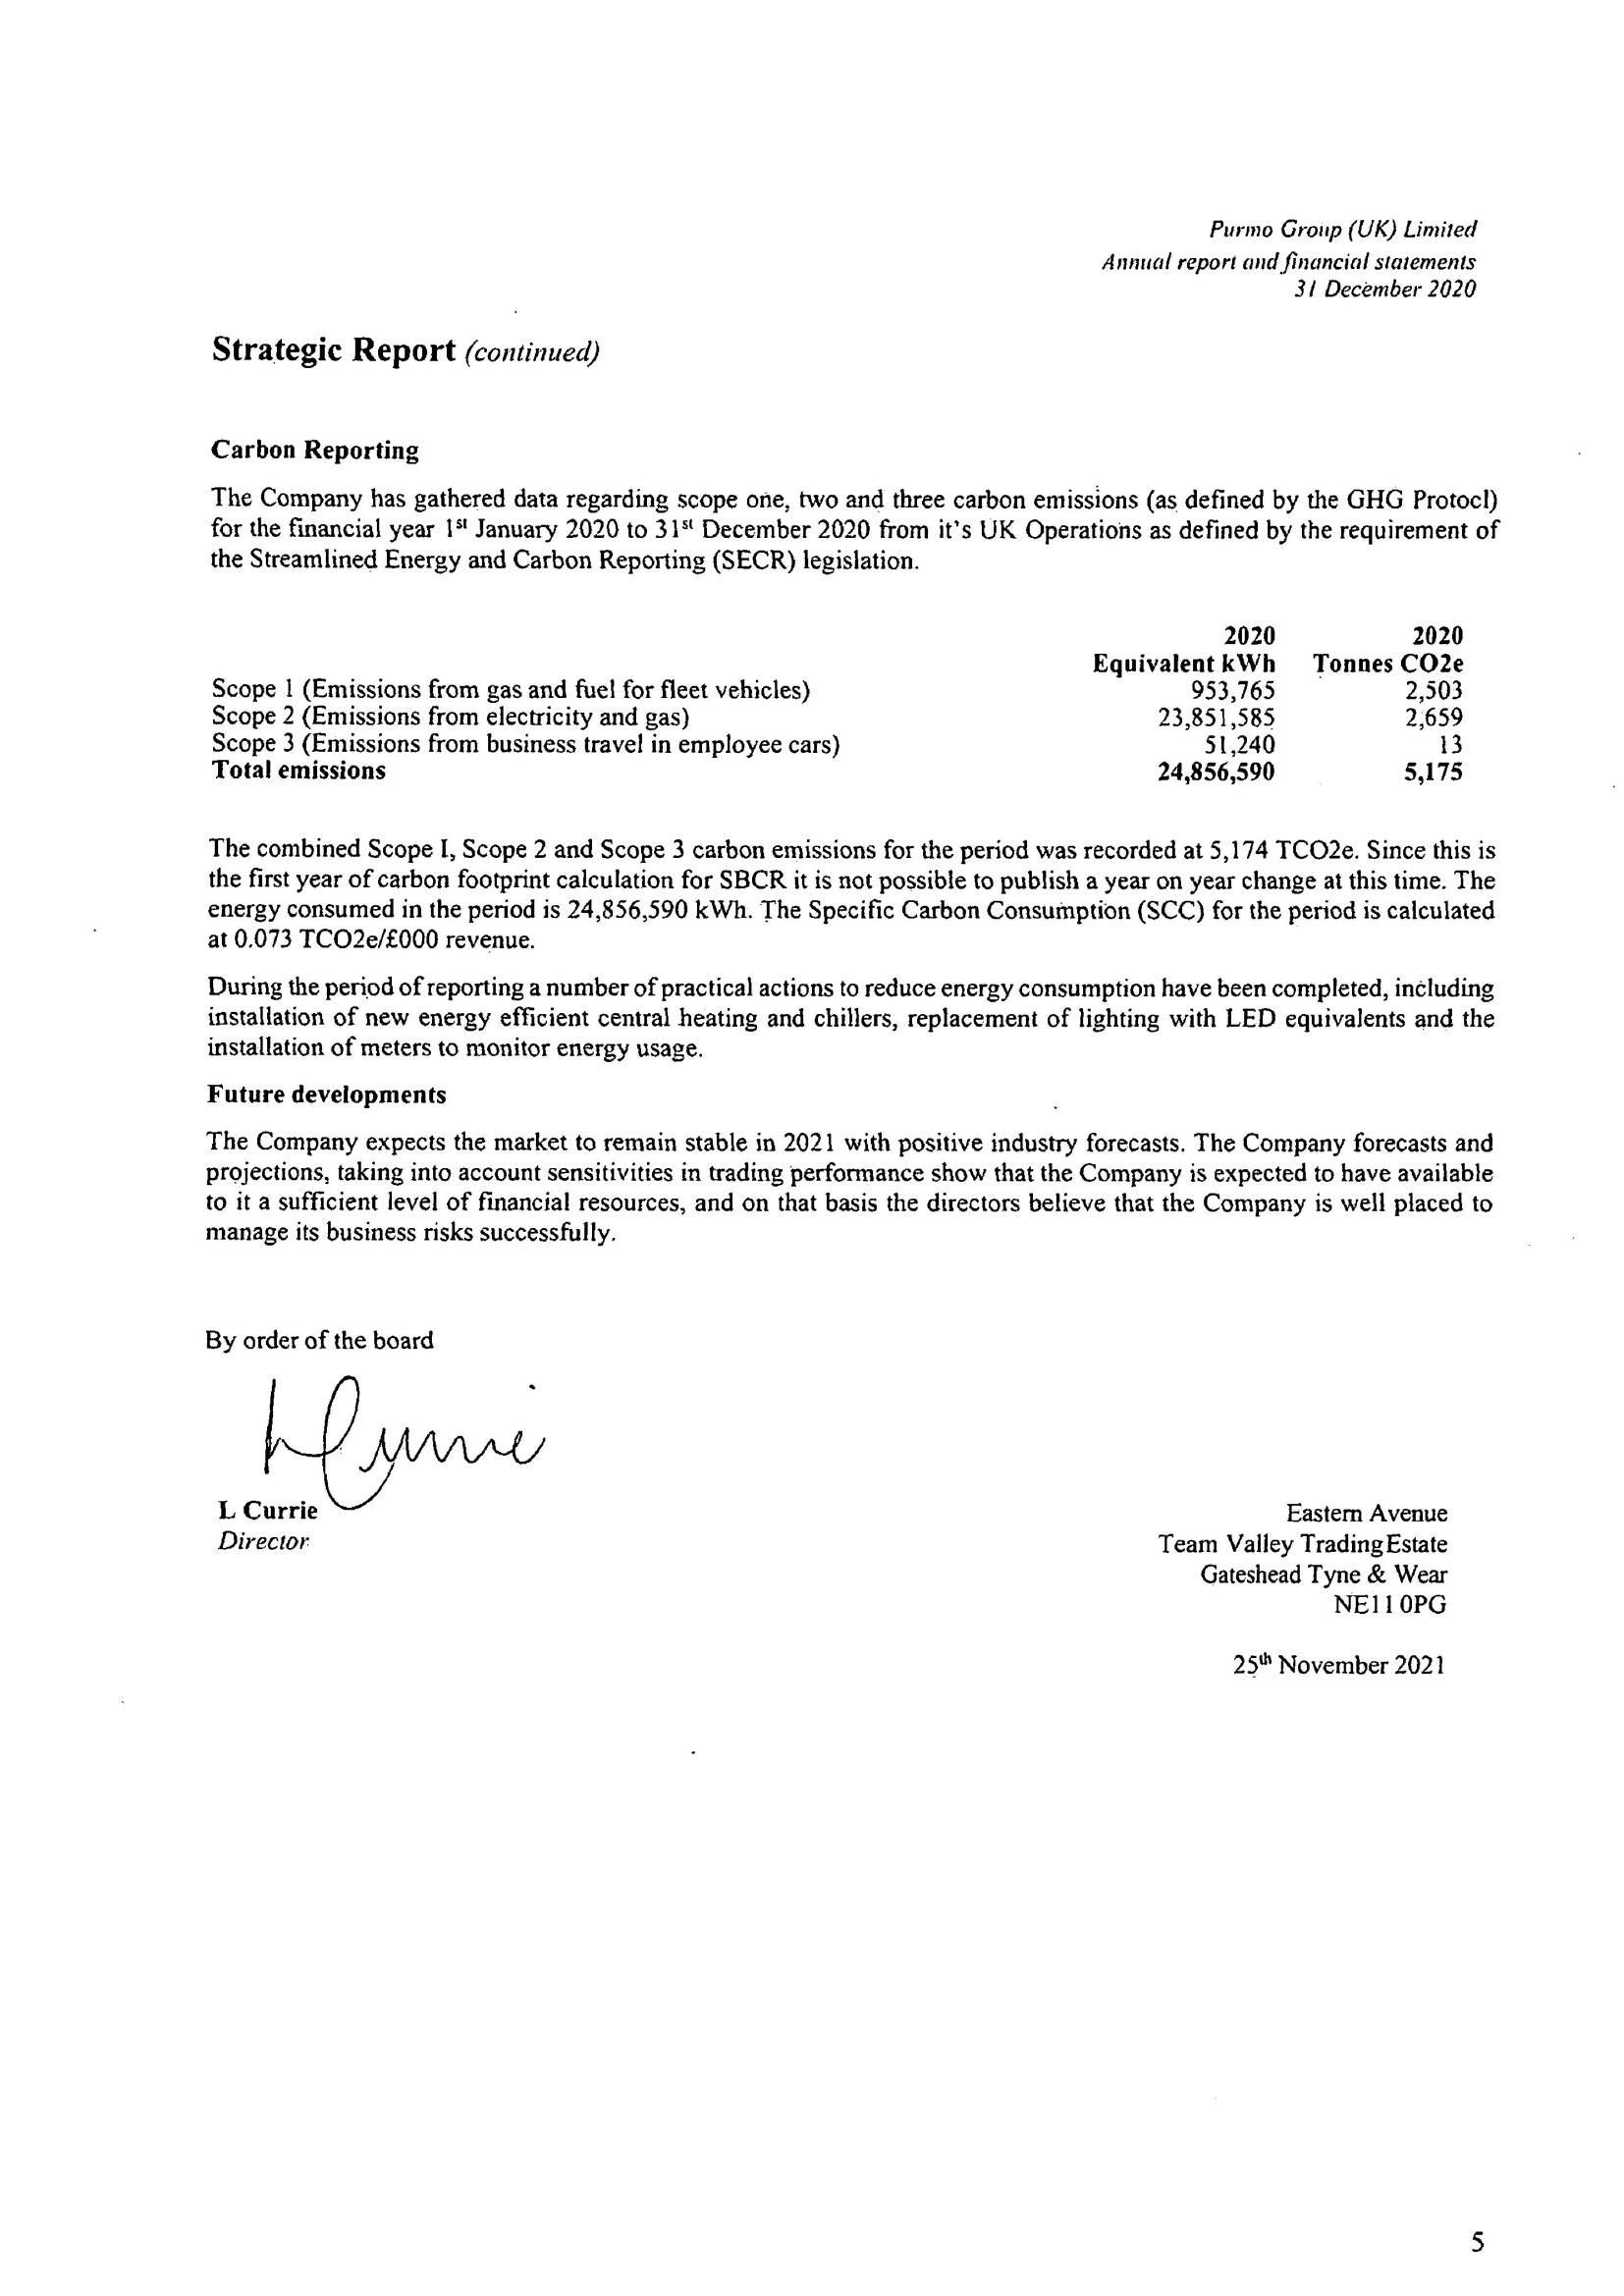 Purmo Group (UK) Limited
Annual report and financial statements
31 December 2020
Strategic Report (continued)
Carbon Reporting
The Company has gathered data regarding scope one, two and three carbon emissions (as defined by the GHG Protocl)
for the financial year 1st January 2020 to 31st December 2020 from it's UK Operations as defined by the requirement of
the Streamlined Energy and Carbon Reporting (SECR) legislation.
2020 2020
Equivalent kWh Tonnes CO2e
Scope 1 (Emissions from gas and fuel for fleet vehicles) 953,765 2,503
Scope 2 (Emissions from electricity and gas) 23,851,585 2,659
Scope 3 (Emissions from business travel in employee cars) 51,240 13
Total emissions 24,856,590 5,175
The combined Scope I, Scope 2 and Scope 3 carbon emissions for the period was recorded at 5,174 TCO2e. Since this is
the first year of carbon footprint calculation for SBCR it is not possible to publish a year on year change at this time. The
energy consumed in the period is 24,856,590 kWh. The Specific Carbon Consumption (SCC) for the period is calculated
at 0.073 TCO2e/£000 revenue.
During the period of reporting a number of practical actions to reduce energy consumption have been completed, including
installation of new energy efficient central heating and chillers, replacement of lighting with LED equivalents and the
installation of meters to monitor energy usage.
Future developments
The Company expects the market to remain stable in 2021 with positive industry forecasts. The Company forecasts and
projections, taking into account sensitivities in trading performance show that the Company is expected to have available
to it a sufficient level of financial resources, and on that basis the directors believe that the Company is well placed to
manage its business risks successfully.
By order of the board
L Currie
L Currie
Director
Eastern Avenue
Team Valley Trading Estate
Gateshead Tyne & Wear
NE11 0PG
25th November 2021
5